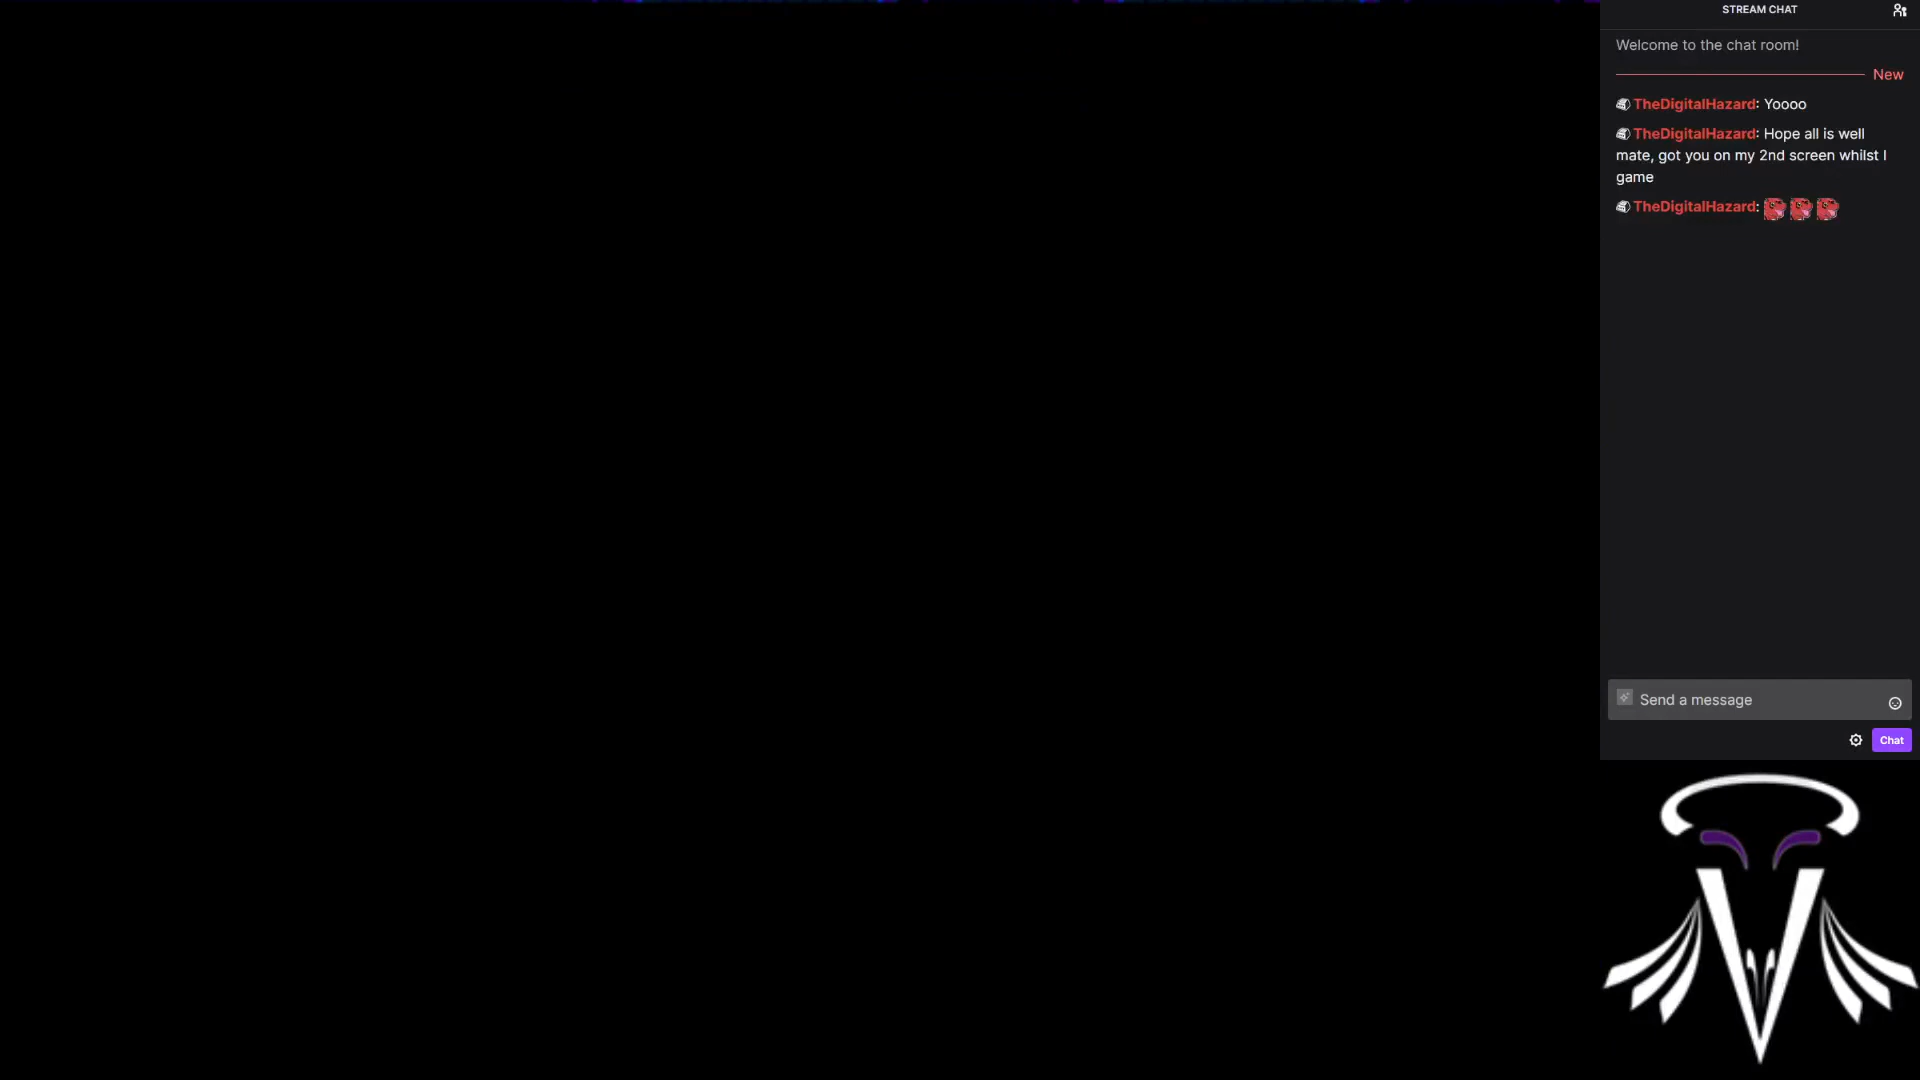 STREAM CHAT
Welcome to the chat room!
New
TheDigitalHazard: Yoooo
TheDigitalHazard: Hope all is well
mate, got you on my 2nd screen whilst I
game
TheDigitalHazard:
Send a message
Chat